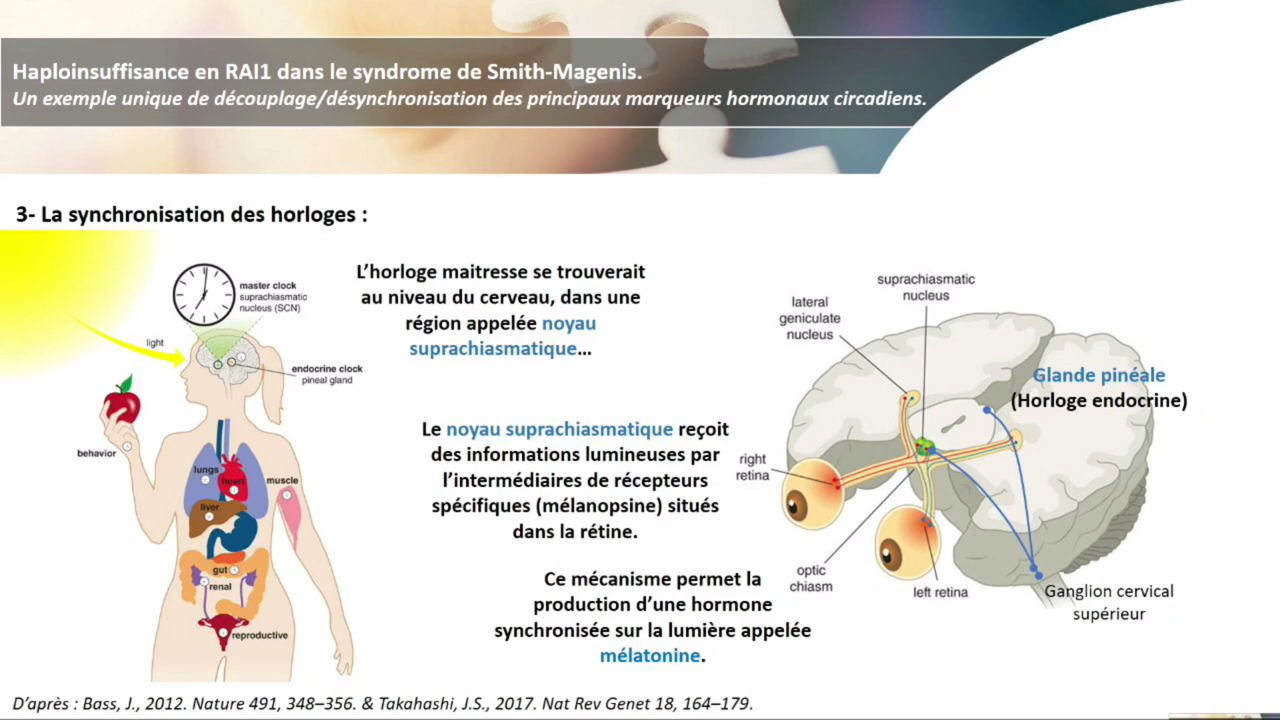 Haploinsuffisance en RAI1 dans le syndrome de Smith-Magenis.
Un exemple unique de découplage/désynchronisation des principaux marqueurs hormonaux circadiens.
3- La synchronisation des horloges :
master clock
suprachiasmatic
nucleus (SCN)
light
endocrine clock
pineal gland
behavior
lungs
heart
muscle
liver
gut
renal
reproductive
L'horloge maitresse se trouverait
au niveau du cerveau, dans une
région appelée noyau
suprachiasmatique…
Le noyau suprachiasmatique reçoit
des informations lumineuses par
l'intermédiaires de récepteurs
spécifiques (mélanopsine) situés
dans la rétine.
Ce mécanisme permet la
production d'une hormone
synchronisée sur la lumière appelée
mélatonine.
suprachiasmatic
nucleus
lateral
geniculate
nucleus
Glande pinéale
(Horloge endocrine)
right
retina
optic
chiasm
left retina
Ganglion cervical
supérieur
D'après : Bass, J., 2012. Nature 491, 348–356. & Takahashi, J.S., 2017. Nat Rev Genet 18, 164–179.